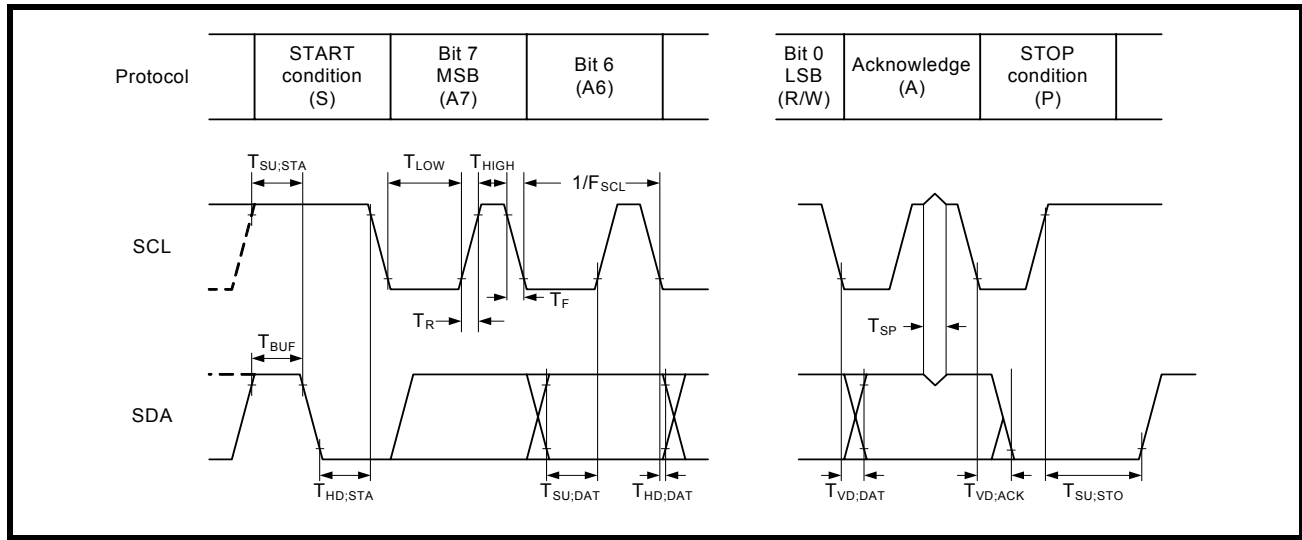 Protocol
START
condition
(S)
Bit 7
MSB
(A7)
Bit 6
(A6)
Bit 0
LSB
(R/W)
Acknowledge
(A)
STOP
condition
(P)
TSU;STA
TLOW
THIGH
1/FSCL
SCL
TR
TF
TSP
TBUF
SDA
THD;STA
TSU;DAT
THD;DAT
TVD;DAT
TVD;ACK
TSU;STO